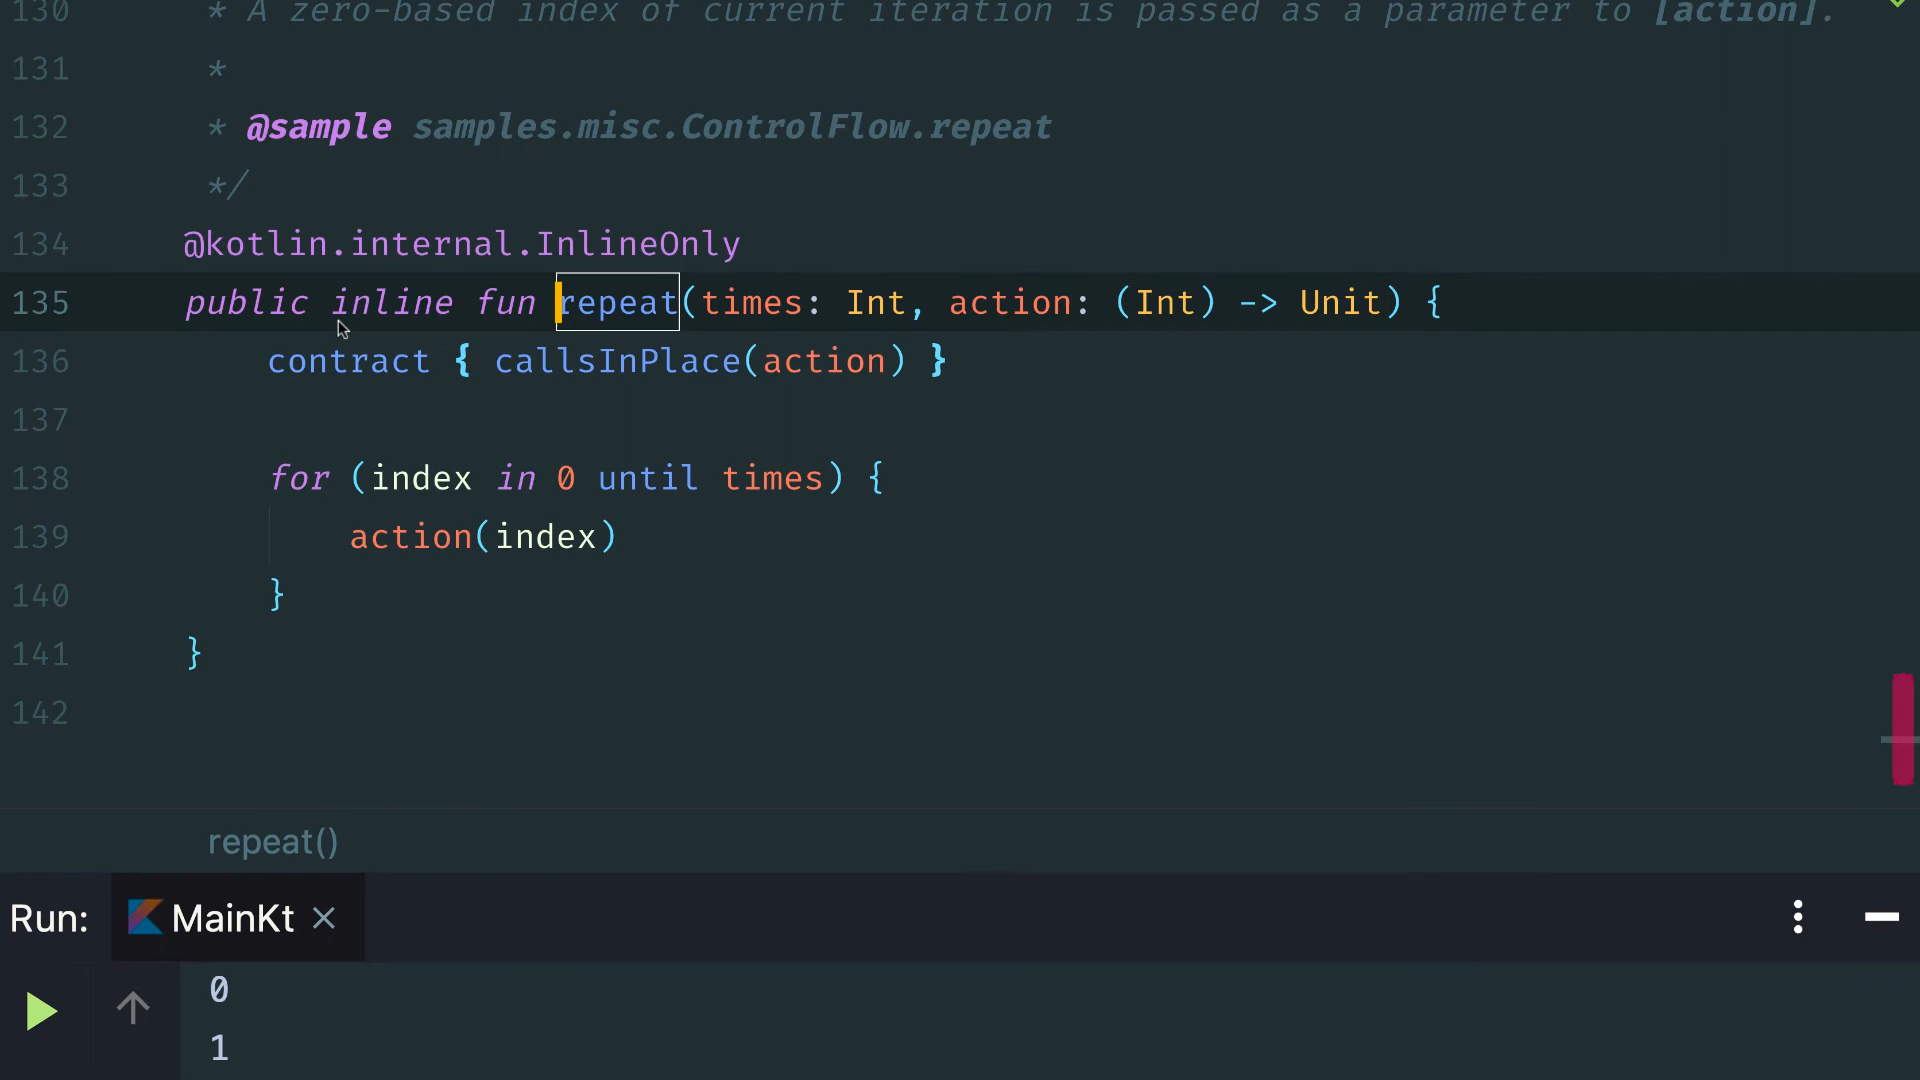 130 * A zero-based index of current iteration is passed as a parameter to [action].
131 *
132 * @sample samples.misc.ControlFlow.repeat
133 */
134 @kotlin.internal.InlineOnly
135 public inline fun repeat(times: Int, action: (Int) -> Unit) {
136 contract { callsInPlace(action) }
137
138 for (index in 0 until times) {
139 action(index)
140 }
141 }
142
repeat()
Run: MainKt ×
0
1